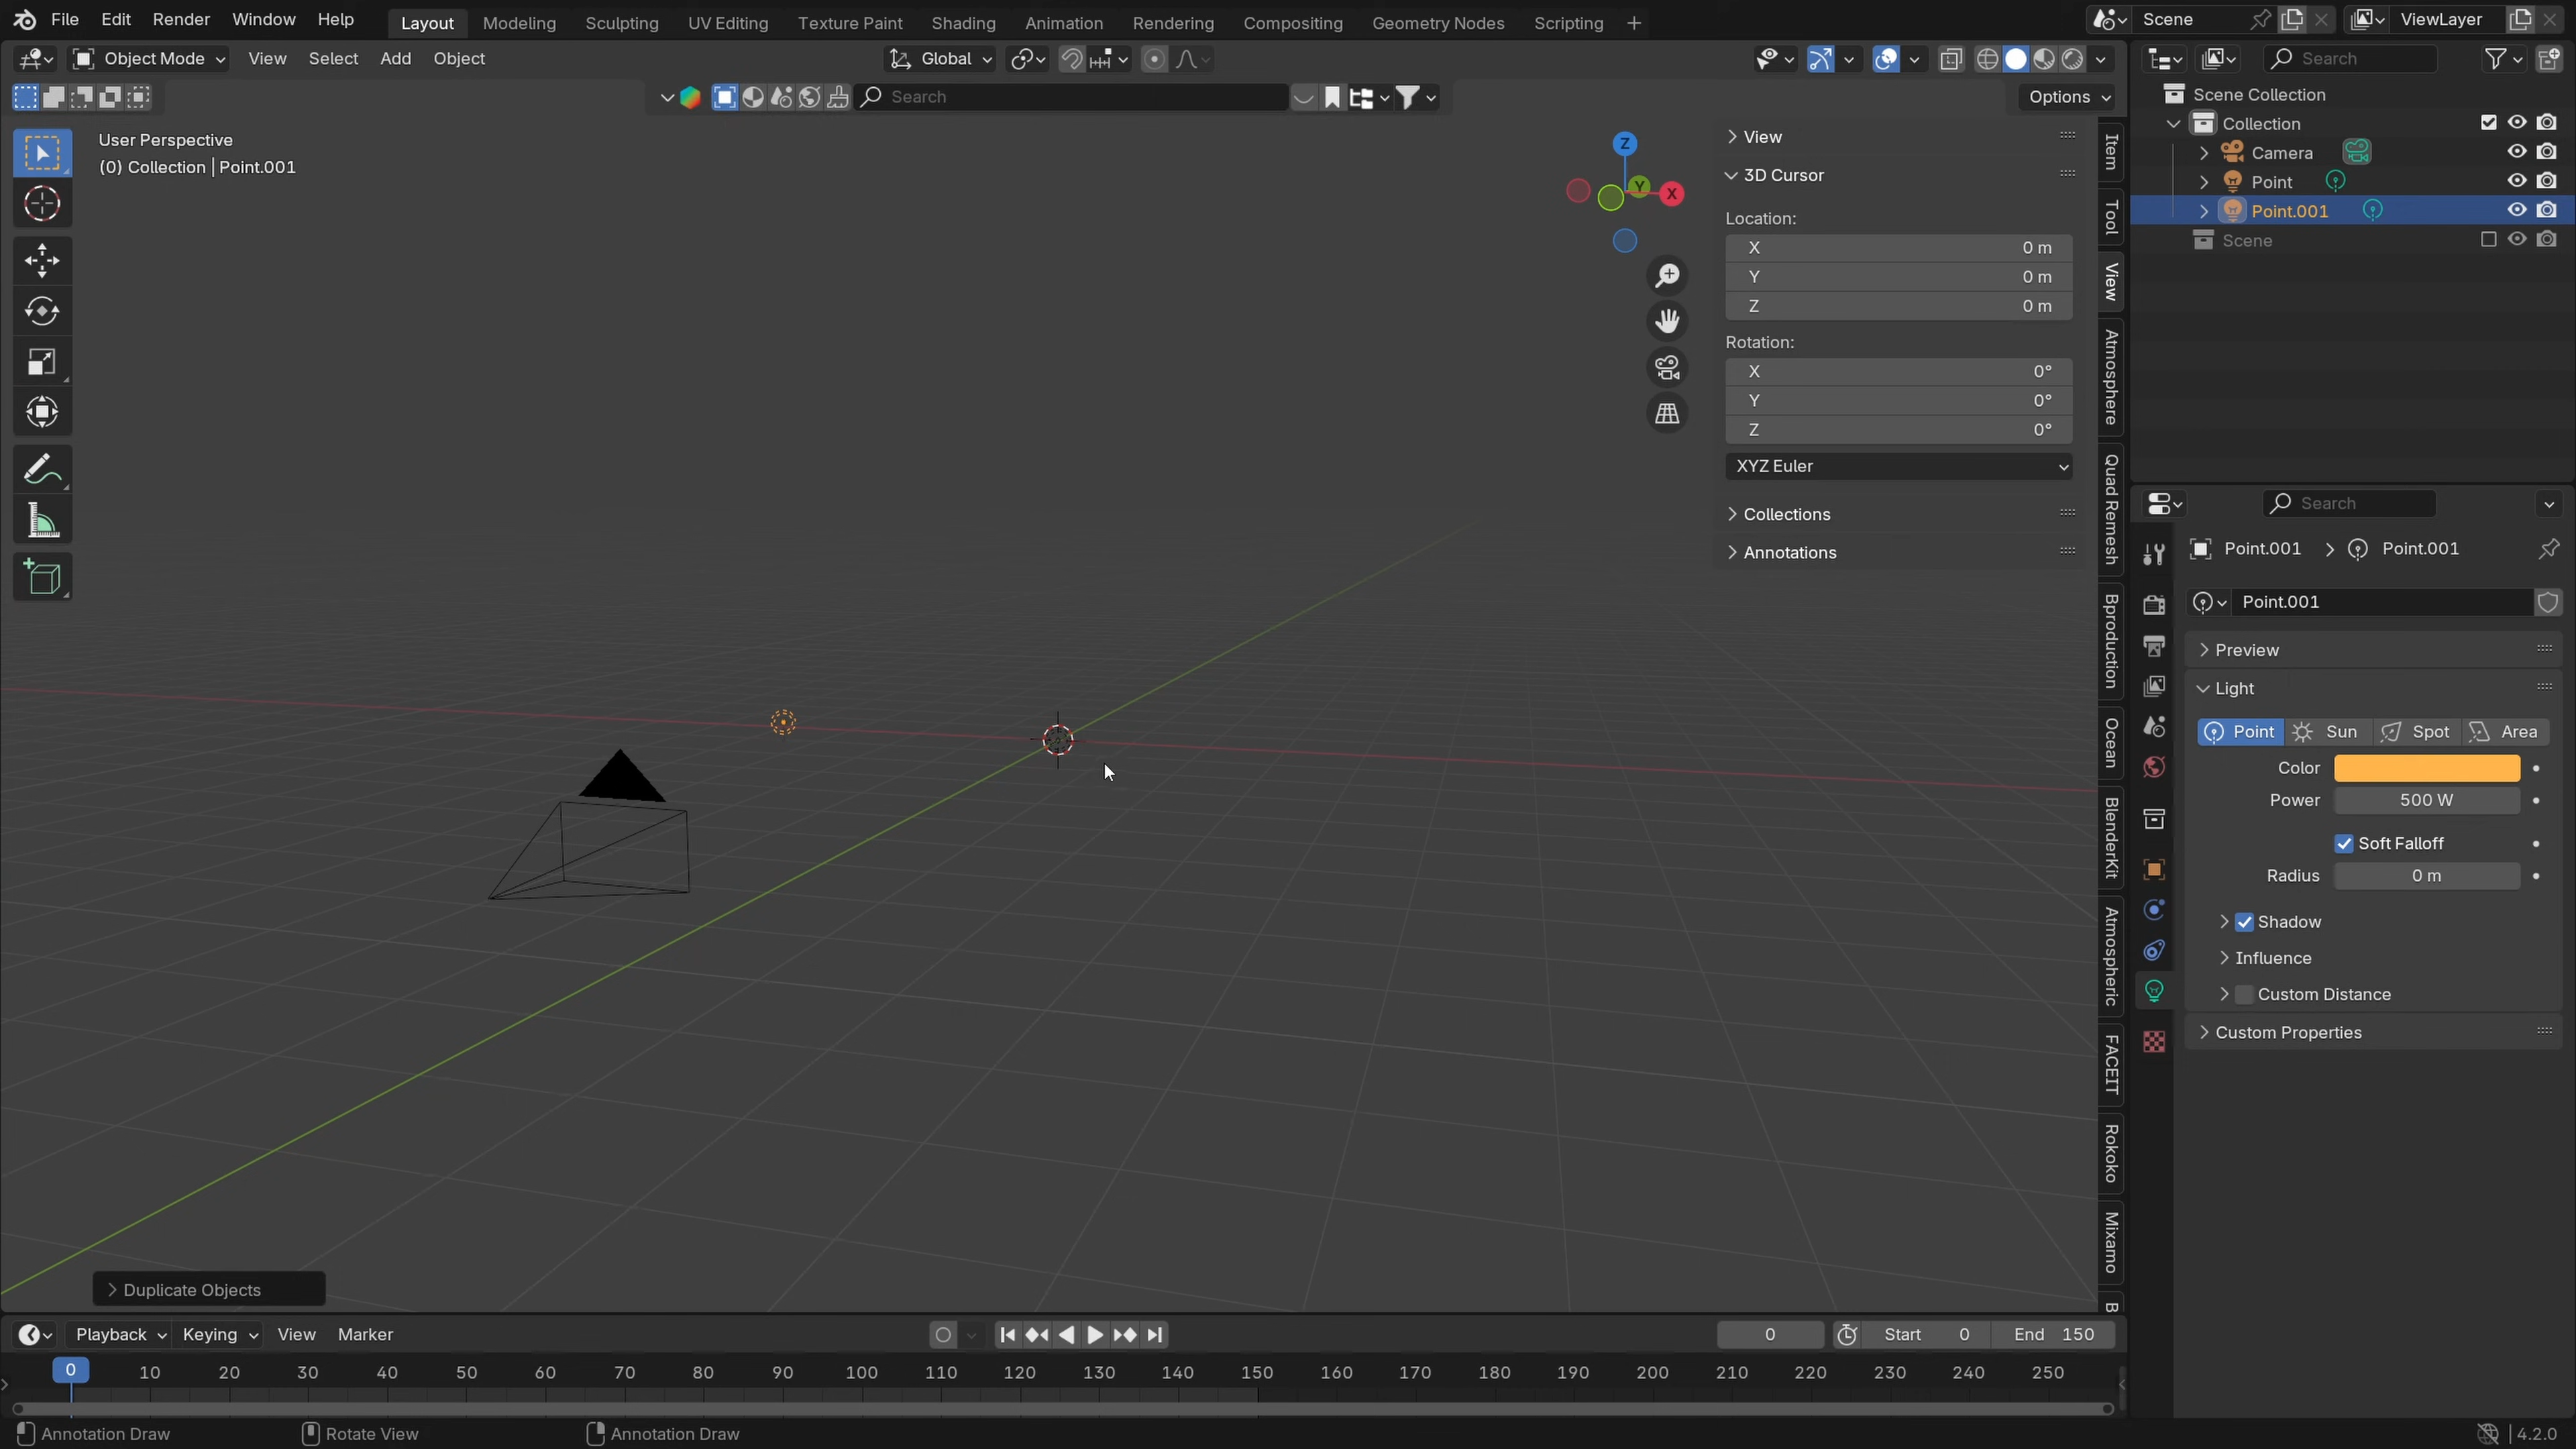 File Edit Render Window Help Layout Modeling Sculpting UV Editing Texture Paint Shading Animation Rendering Compositing Geometry Nodes Scripting Scene ViewLayer
Object Mode View Select Add Object Global Search
Search Options
User Perspective
(0) Collection | Point.001
Z
Y
X
View
3D Cursor
Location:
X 0 m
Y 0 m
Z 0 m
Rotation:
X 0°
Y 0°
Z 0°
XYZ Euler
Collections
Annotations
Item
Tool
View
Atmosphere
Quad Remesh
Bproduction
Ocean
BlenderKit
Atmospheric
FACEIT
Rokoko
Mixamo
B
Scene Collection
Collection
Camera
Point
Point.001
Scene
Search
Point.001 Point.001
Point.001
Preview
Light
Point Sun Spot Area
Color
Power 500 W
Soft Falloff
Radius 0 m
Shadow
Influence
Custom Distance
Custom Properties
Duplicate Objects
Playback Keying View Marker 0 Start 0 End 150
0 10 20 30 40 50 60 70 80 90 100 110 120 130 140 150 160 170 180 190 200 210 220 230 240 250
Annotation Draw Rotate View Annotation Draw 4.2.0